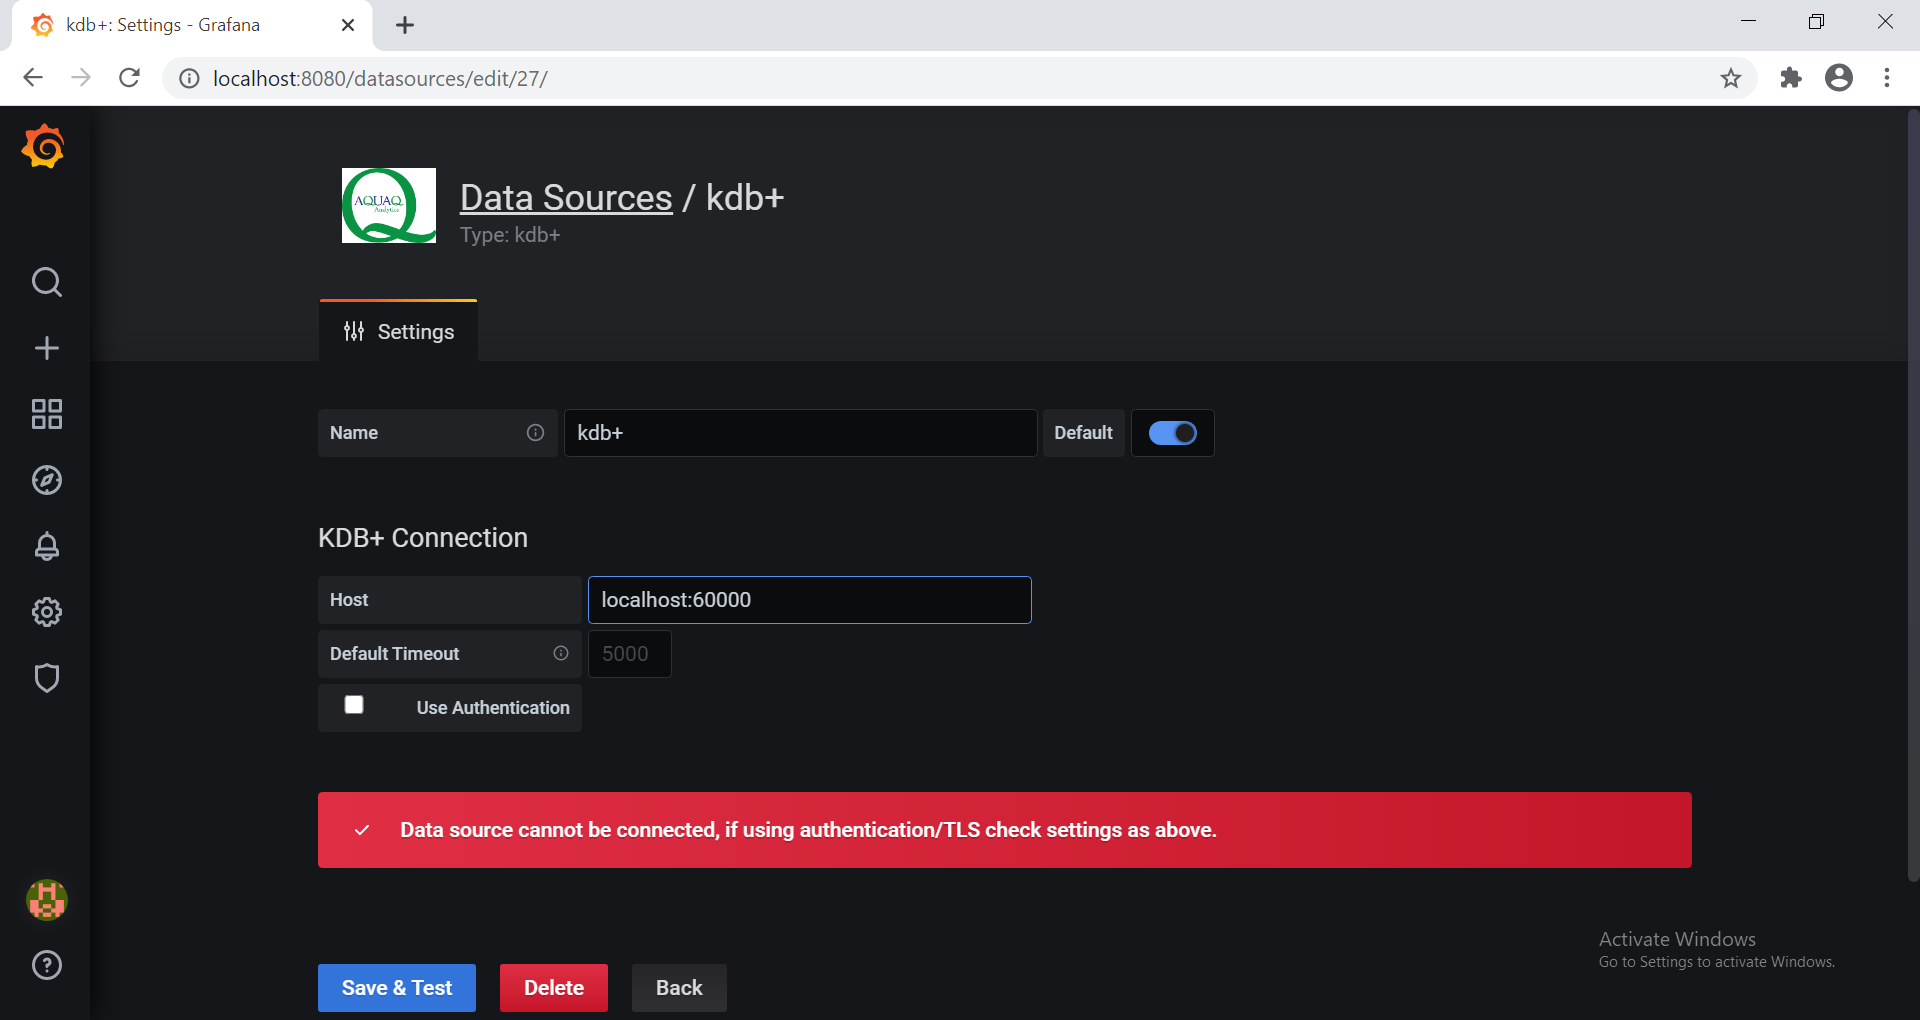 kdb+: Settings - Grafana
localhost:8080/datasources/edit/27/
AQUAQ
Analytics
Data Sources / kdb+
Type: kdb+
Settings
Name
kdb+
Default
KDB+ Connection
Host
localhost:60000
Default Timeout
5000
Use Authentication
Data source cannot be connected, if using authentication/TLS check settings as above.
Activate Windows
Go to Settings to activate Windows.
Save & Test
Delete
Back